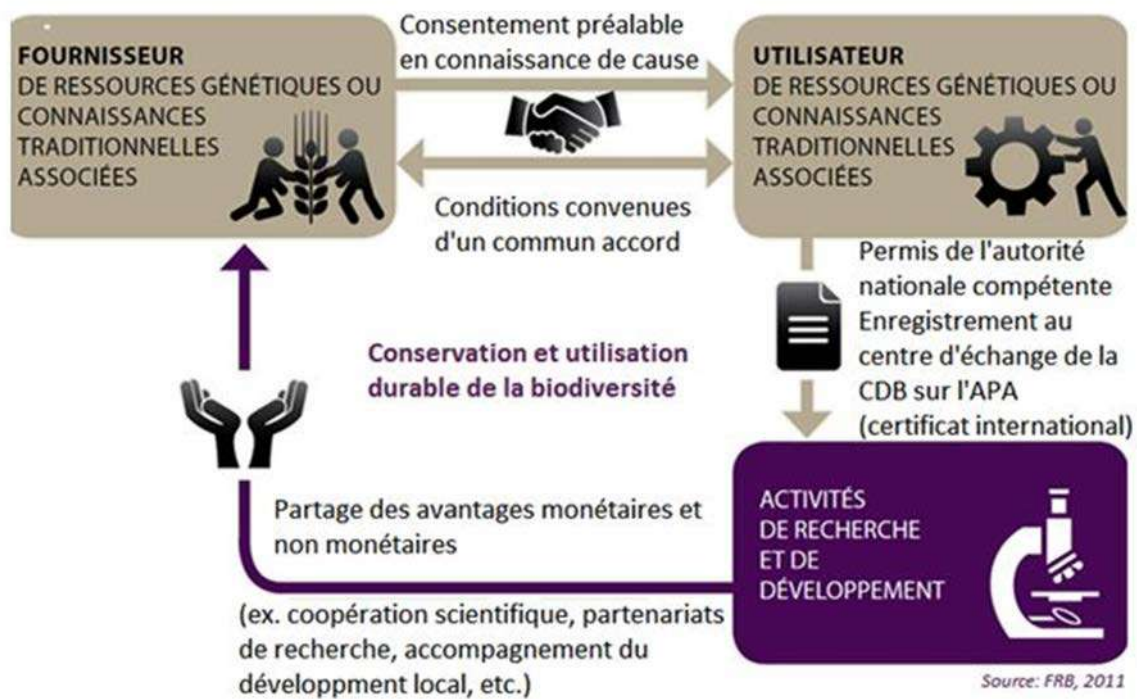 FOURNISSEUR
DE RESSOURCES GÉNÉTIQUES OU
CONNAISSANCES
TRADITIONNELLES
ASSOCIÉES
Consentement préalable
en connaissance de cause
Conditions convenues
d'un commun accord
UTILISATEUR
DE RESSOURCES GÉNÉTIQUES OU
CONNAISSANCES
TRADITIONNELLES
ASSOCIÉES
Permis de l'autorité
nationale compétente
Enregistrement au
centre d'échange de la
CDB sur l'APA
(certificat international)
Conservation et utilisation
durable de la biodiversité
ACTIVITÉS
DE RECHERCHE
ET DE
DÉVELOPPEMENT
Partage des avantages monétaires et
non monétaires
(ex. coopération scientifique, partenariats
de recherche, accompagnement du
développment local, etc.)
Source: FRB, 2011